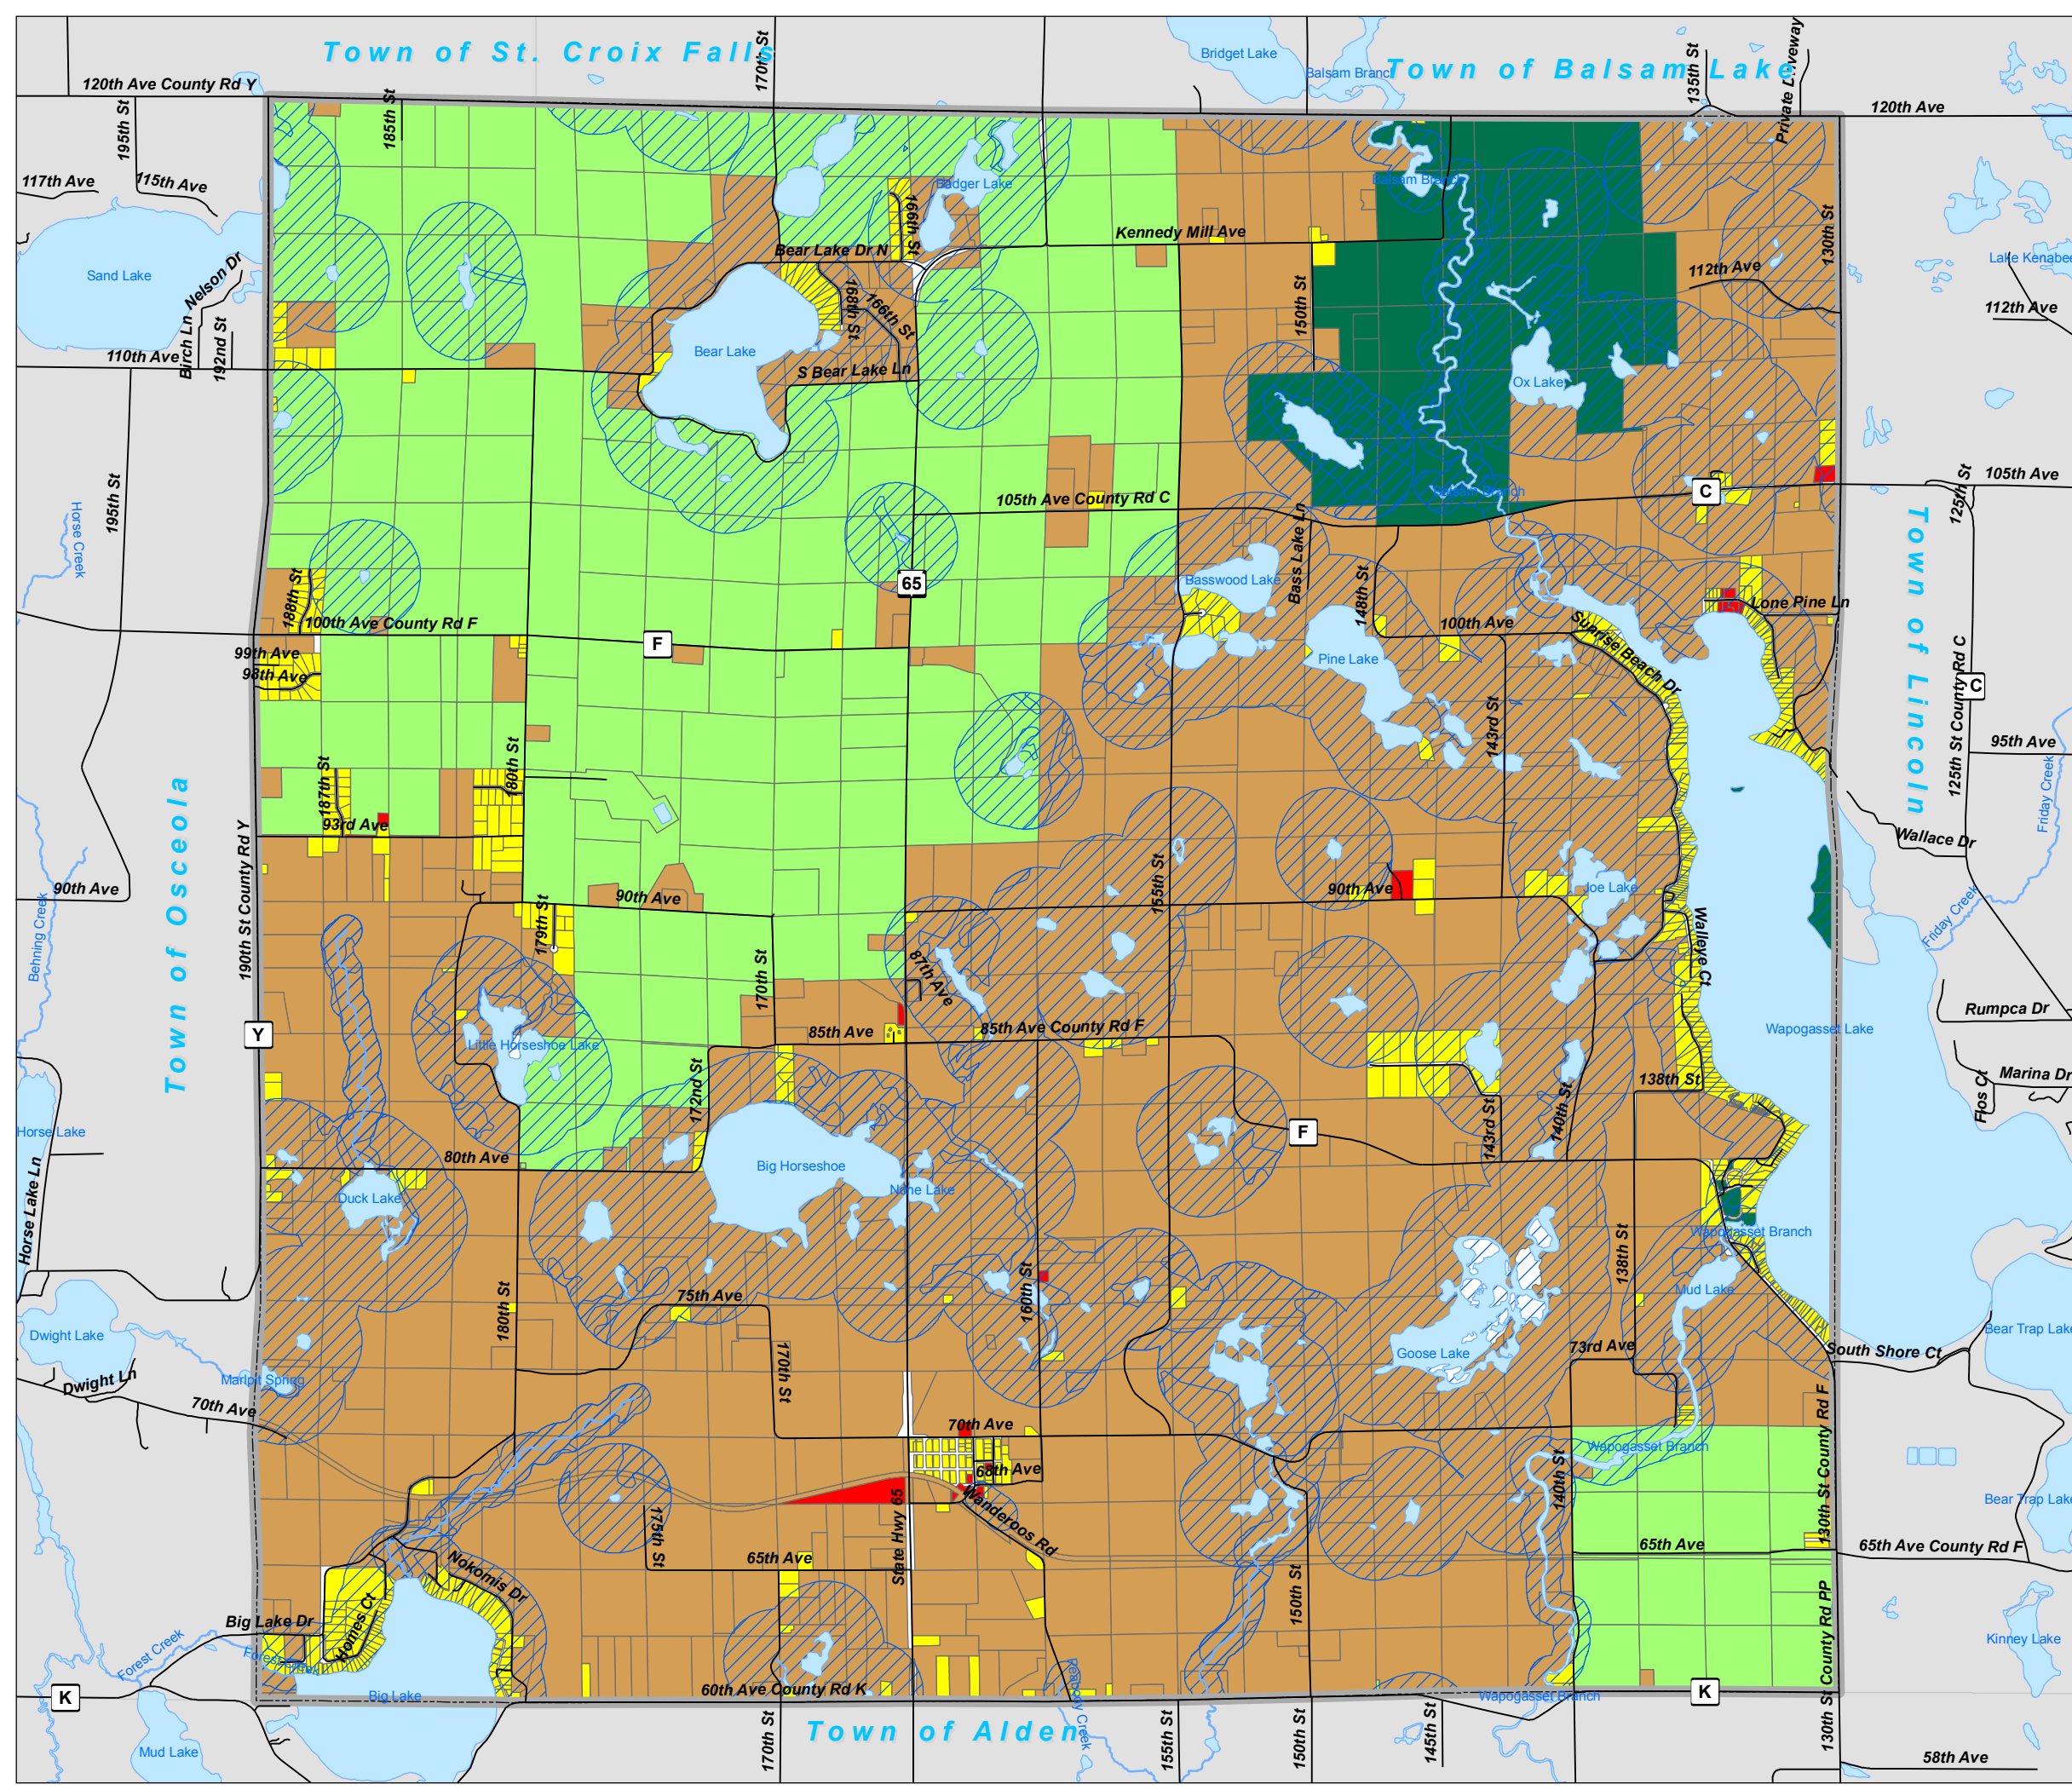 Town of St. Croix Falls
170th St
Bridget Lake
Balsam Branch
Town of Balsam Lake
135th St
Private Driveway
120th Ave County Rd Y
195th St
185th St
120th Ave
117th Ave
115th Ave
Badger Lake
166th St
Balsam Branch
130th St
Sand Lake
Nelson Dr
Bear Lake Dr N
Kennedy Mill Ave
112th Ave
Lake Kenabee
112th Ave
Birch Ln
192nd St
110th Ave
168th St
166th St
150th St
Bear Lake
S Bear Lake Ln
Ox Lake
195th St
105th Ave County Rd C
Balsam Branch
C
105th Ave
125th St
Horse Creek
Bass Lake Ln
Town of Lincoln
65
Basswood Lake
148th St
188th St
100th Ave County Rd F
F
99th Ave
98th Ave
100th Ave
Lone Pine Ln
Sunrise Beach Dr
Pine Lake
143rd St
125th St County Rd C
C
95th Ave
Town of Osceola
187th St
180th St
93rd Ave
190th St County Rd Y
Wallace Dr
Friday Creek
90th Ave
90th Ave
155th St
90th Ave
Joe Lake
Friday Creek
Behning Creek
179th St
170th St
87th Ave
Walleye Ct
Y
Little Horseshoe Lake
85th Ave
85th Ave County Rd F
Wapogasset Lake
Rumpca Dr
172nd St
138th St
Marina Dr
Flos Ct
Horse Lake
143rd St
140th St
F
80th Ave
Big Horseshoe
Nune Lake
Duck Lake
Horse Lake Ln
138th St
Wapogasset Branch
Mud Lake
180th St
75th Ave
160th St
Dwight Lake
Goose Lake
73rd Ave
South Shore Ct
Bear Trap Lake
Dwight Ln
Marlpit Spring
70th Ave
170th St
70th Ave
130th St County Rd F
Wapogasset Branch
68th Ave
140th St
Bear Trap Lake
State Hwy 65
Wanderoos Rd
175th St
65th Ave
65th Ave
65th Ave County Rd F
Nokomis Dr
150th St
Big Lake Dr
Homes Ct
Forest Creek
Forest Creek
130th St County Rd PP
Kinney Lake
K
Big Lake
60th Ave County Rd K
Peabody Creek
Wapogasset Branch
K
Mud Lake
170th St
Town of Alden
155th St
150th St
145th St
58th Ave